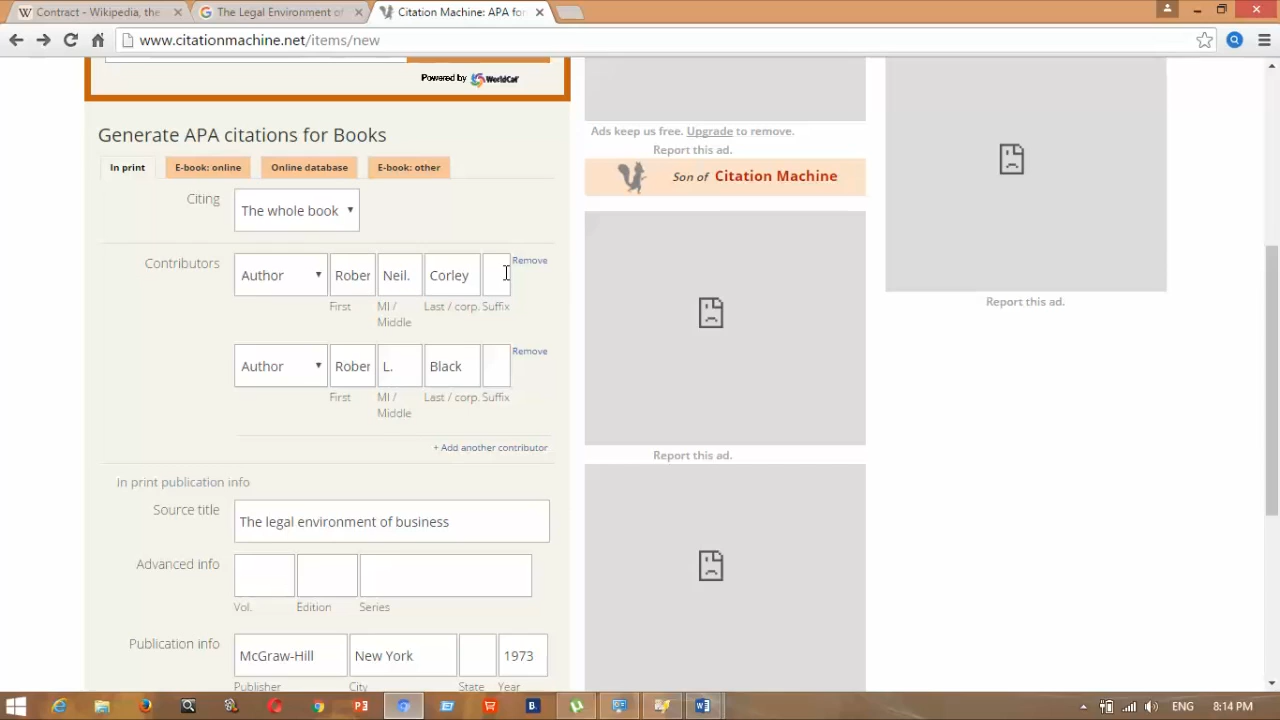 Contract - Wikipedia, the
The Legal Environment of
Citation Machine: APA for
www.citationmachine.net/items/new
Powered by WorldCat
Ads keep us free. Upgrade to remove.
Report this ad.
Son of Citation Machine
Generate APA citations for Books
In print
E-book: online
Online database
E-book: other
Citing
The whole book
Contributors
Author
Rober
Neil.
Corley
Remove
First
MI / Middle
Last / corp.
Suffix
Report this ad.
Author
Rober
L.
Black
Remove
First
MI / Middle
Last / corp.
Suffix
+ Add another contributor
Report this ad.
In print publication info
Source title
The legal environment of business
Advanced info
Vol.
Edition
Series
Publication info
McGraw-Hill
New York
1973
Publisher
City
State
Year
ENG
8:14 PM